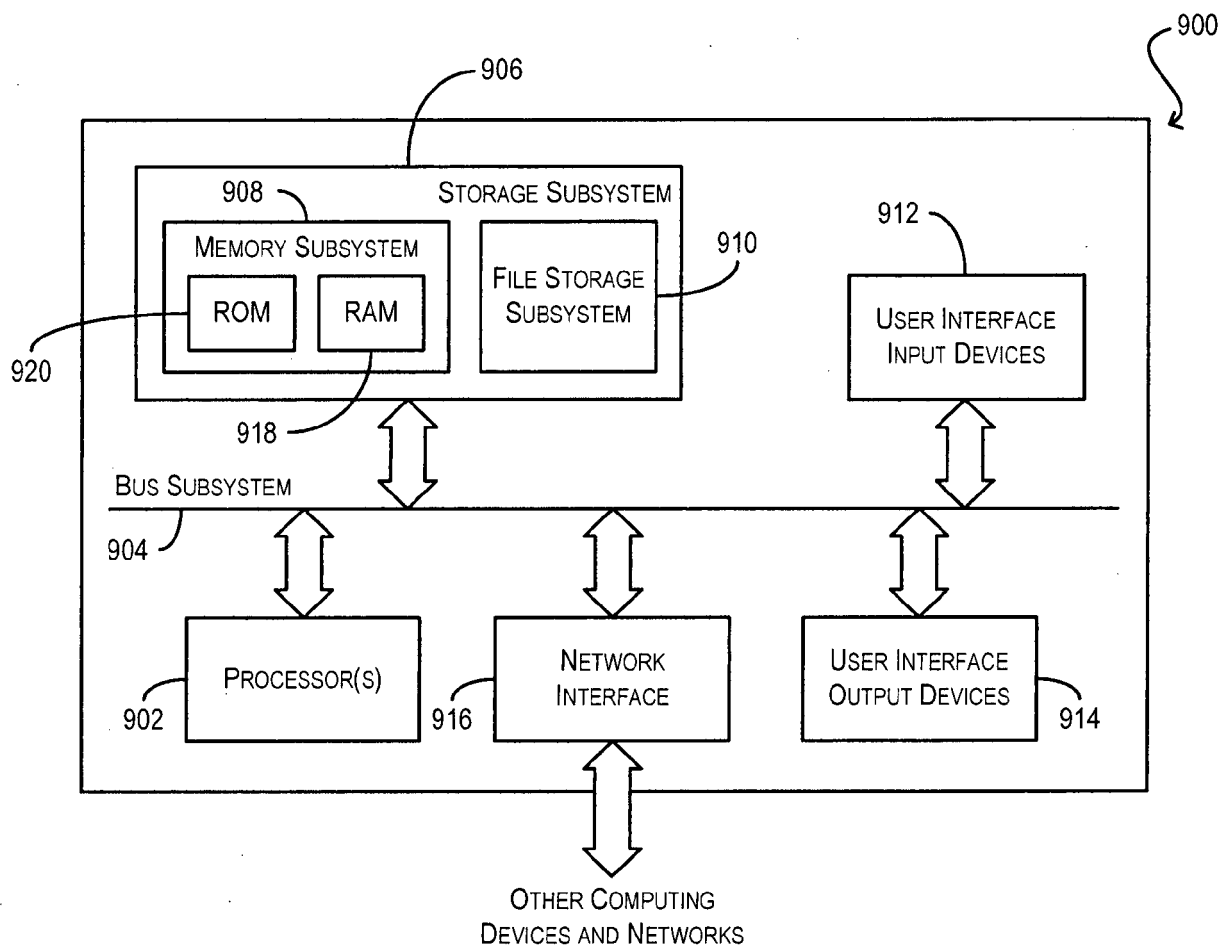 900
906
908
STORAGE SUBSYSTEM
MEMORY SUBSYSTEM
ROM
RAM
FILE STORAGE
SUBSYSTEM
910
912
USER INTERFACE
INPUT DEVICES
920
918
BUS SUBSYSTEM
904
PROCESSOR(S)
902
NETWORK
INTERFACE
916
USER INTERFACE
OUTPUT DEVICES
914
OTHER COMPUTING
DEVICES AND NETWORKS